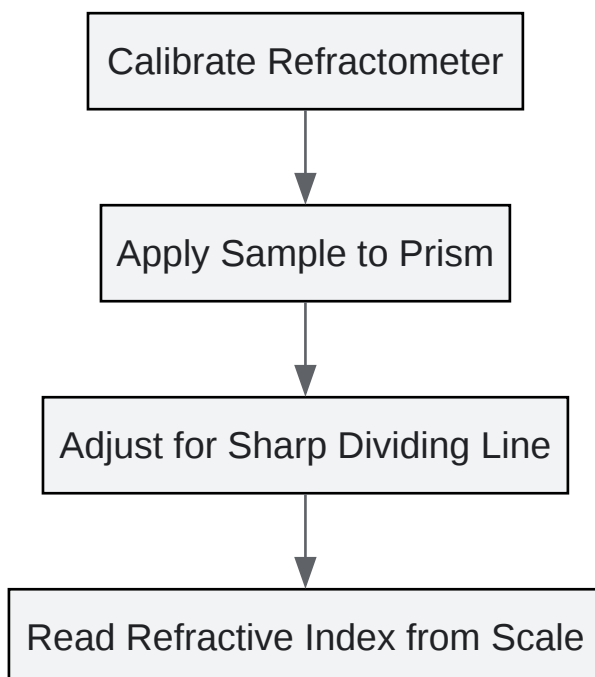 Calibrate Refractometer
Apply Sample to Prism
Adjust for Sharp Dividing Line
Read Refractive Index from Scale